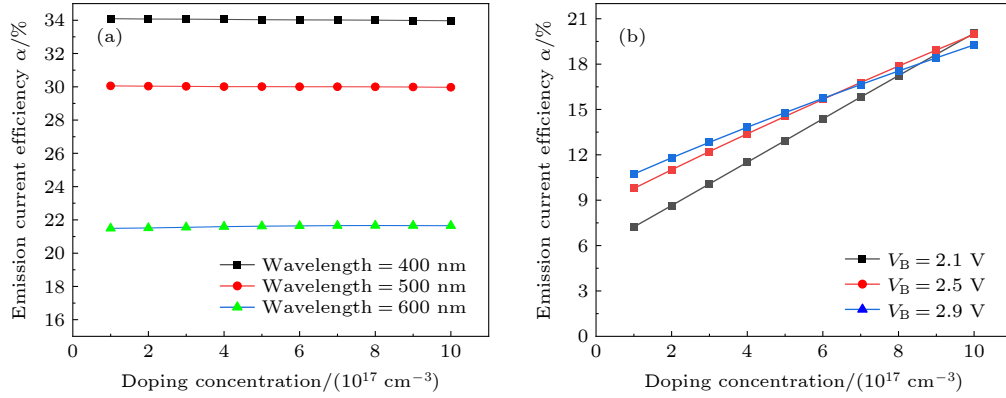 (a)
Emission current efficiency α/%
34
32
30
28
26
24
22
20
18
16
Wavelength = 400 nm
Wavelength = 500 nm
Wavelength = 600 nm
0 2 4 6 8 10
Doping concentration/(10¹⁷ cm⁻³)
(b)
Emission current efficiency α/%
21
18
15
12
9
6
3
0
V_B = 2.1 V
V_B = 2.5 V
V_B = 2.9 V
0 2 4 6 8 10
Doping concentration/(10¹⁷ cm⁻³)